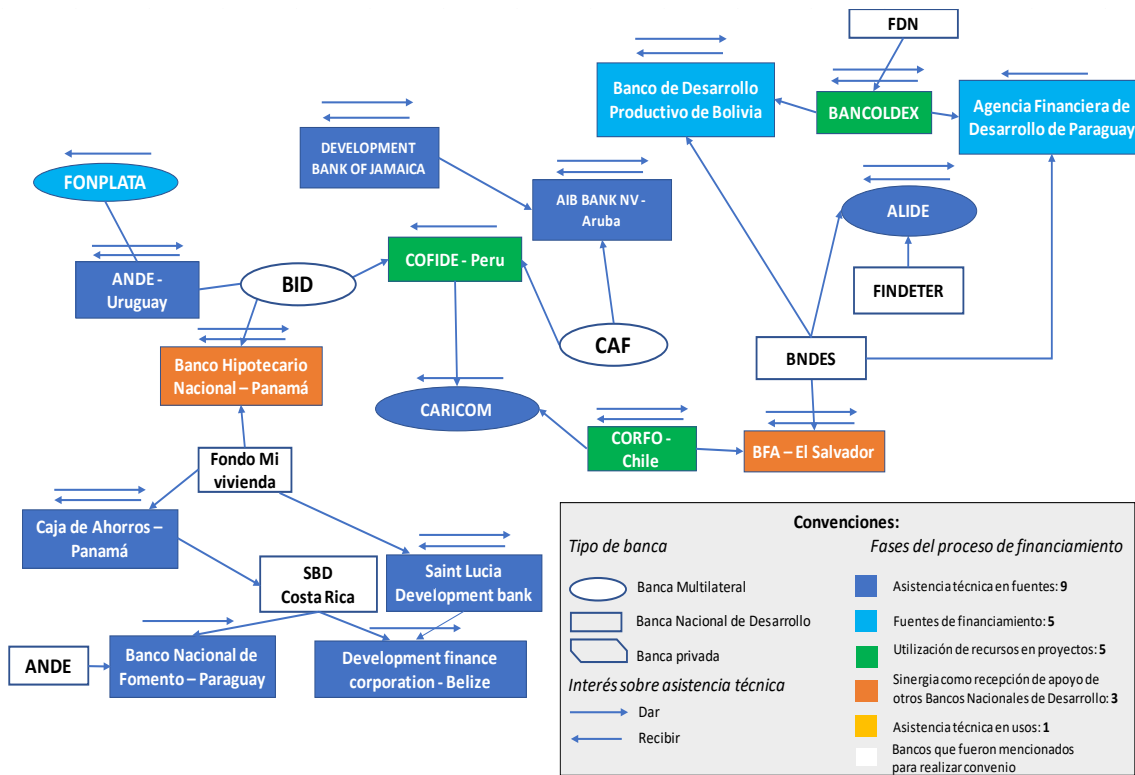 FDN
Banco de Desarrollo
Productivo de Bolivia
BANCOLDEX
Agencia Financiera de
Desarrollo de Paraguay
DEVELOPMENT
BANK OF JAMAICA
FONPLATA
AIB BANK NV -
Aruba
ALIDE
COFIDE - Peru
ANDE -
Uruguay
BID
FINDETER
CAF
BNDES
Banco Hipotecario
Nacional – Panamá
CARICOM
CORFO -
Chile
BFA – El Salvador
Fondo Mi
vivienda
Caja de Ahorros –
Panamá
SBD
Costa Rica
Saint Lucia
Development bank
ANDE
Banco Nacional de
Fomento – Paraguay
Development finance
corporation - Belize
Convenciones:
Tipo de banca
Banca Multilateral
Banca Nacional de Desarrollo
Banca privada
Interés sobre asistencia técnica
Dar
Recibir
Fases del proceso de financiamiento
Asistencia técnica en fuentes: 9
Fuentes de financiamiento: 5
Utilización de recursos en proyectos: 5
Sinergia como recepción de apoyo de
otros Bancos Nacionales de Desarrollo: 3
Asistencia técnica en usos: 1
Bancos que fueron mencionados
para realizar convenio